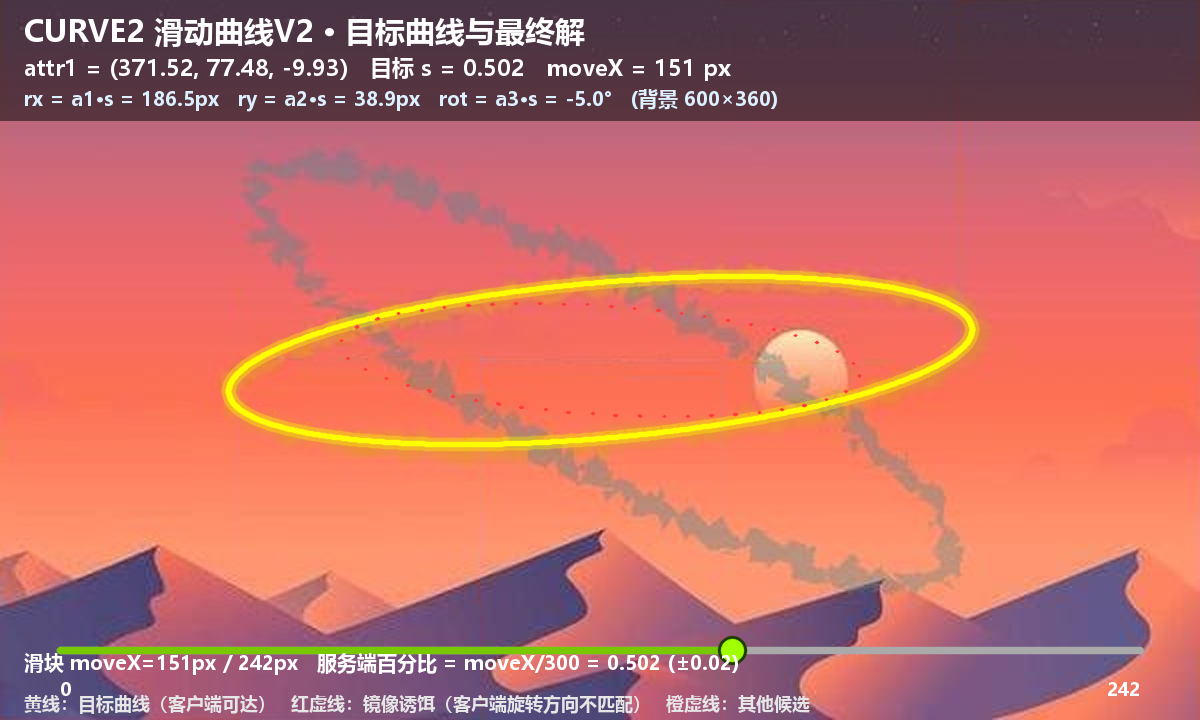 CURVE2 滑动曲线V2 • 目标曲线与最终解
attr1 = (371.52, 77.48, -9.93)   目标 s = 0.502   moveX = 151 px
rx = a1•s = 186.5px   ry = a2•s = 38.9px   rot = a3•s = -5.0°   (背景 600×360)
滑块 moveX=151px / 242px   服务端百分比 = moveX/300 = 0.502 (±0.02)
0
242
黄线: 目标曲线（客户端可达）   红虚线: 镜像诱饵（客户端旋转方向不匹配）   橙虚线: 其他候选